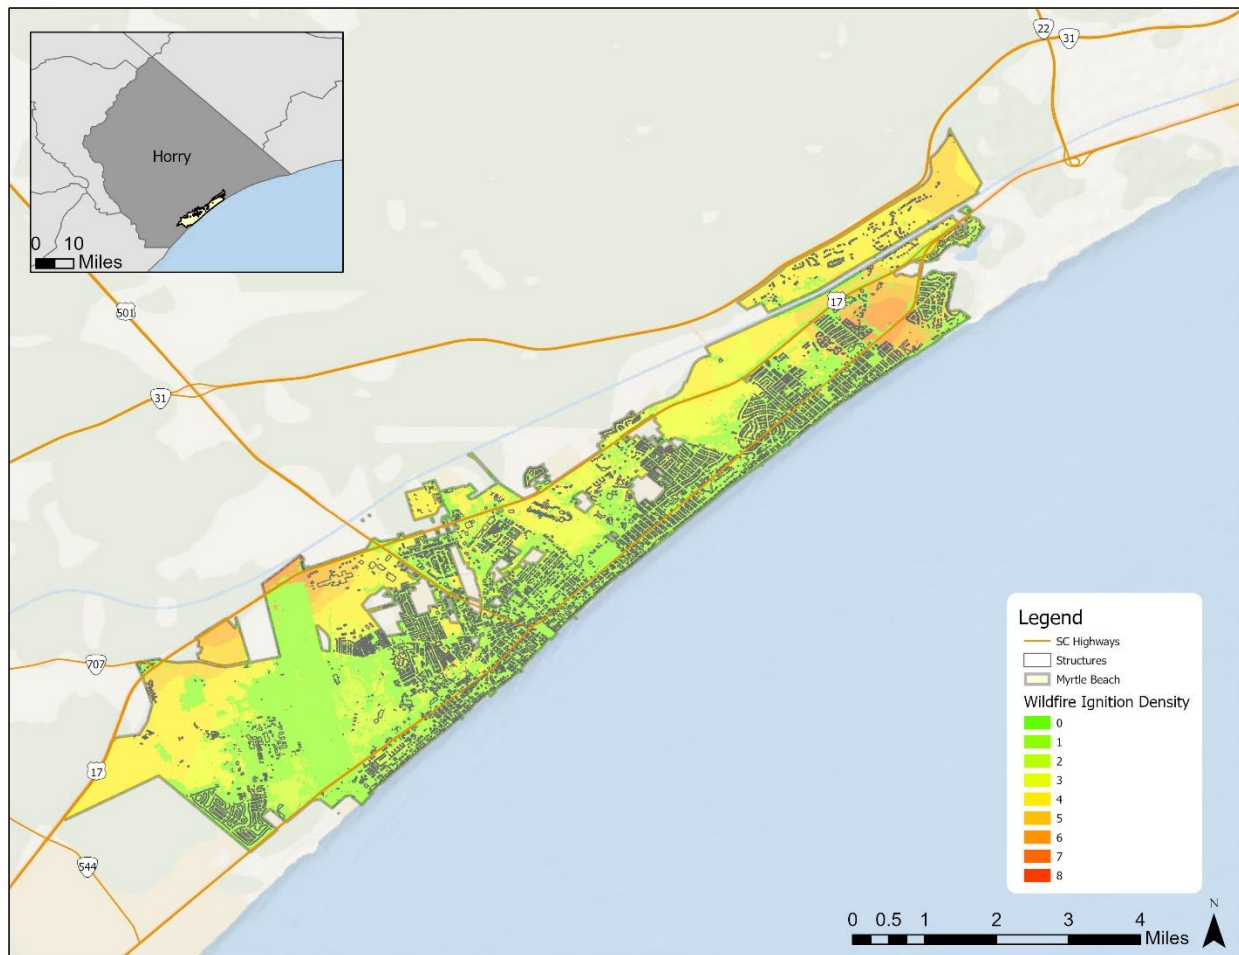 Horry
0 10
Miles
22
31
501
17
31
707
17
544
Legend
SC Highways
Structures
Myrtle Beach
Wildfire Ignition Density
0
1
2
3
4
5
6
7
8
N
0 0.5 1 2 3 4
Miles